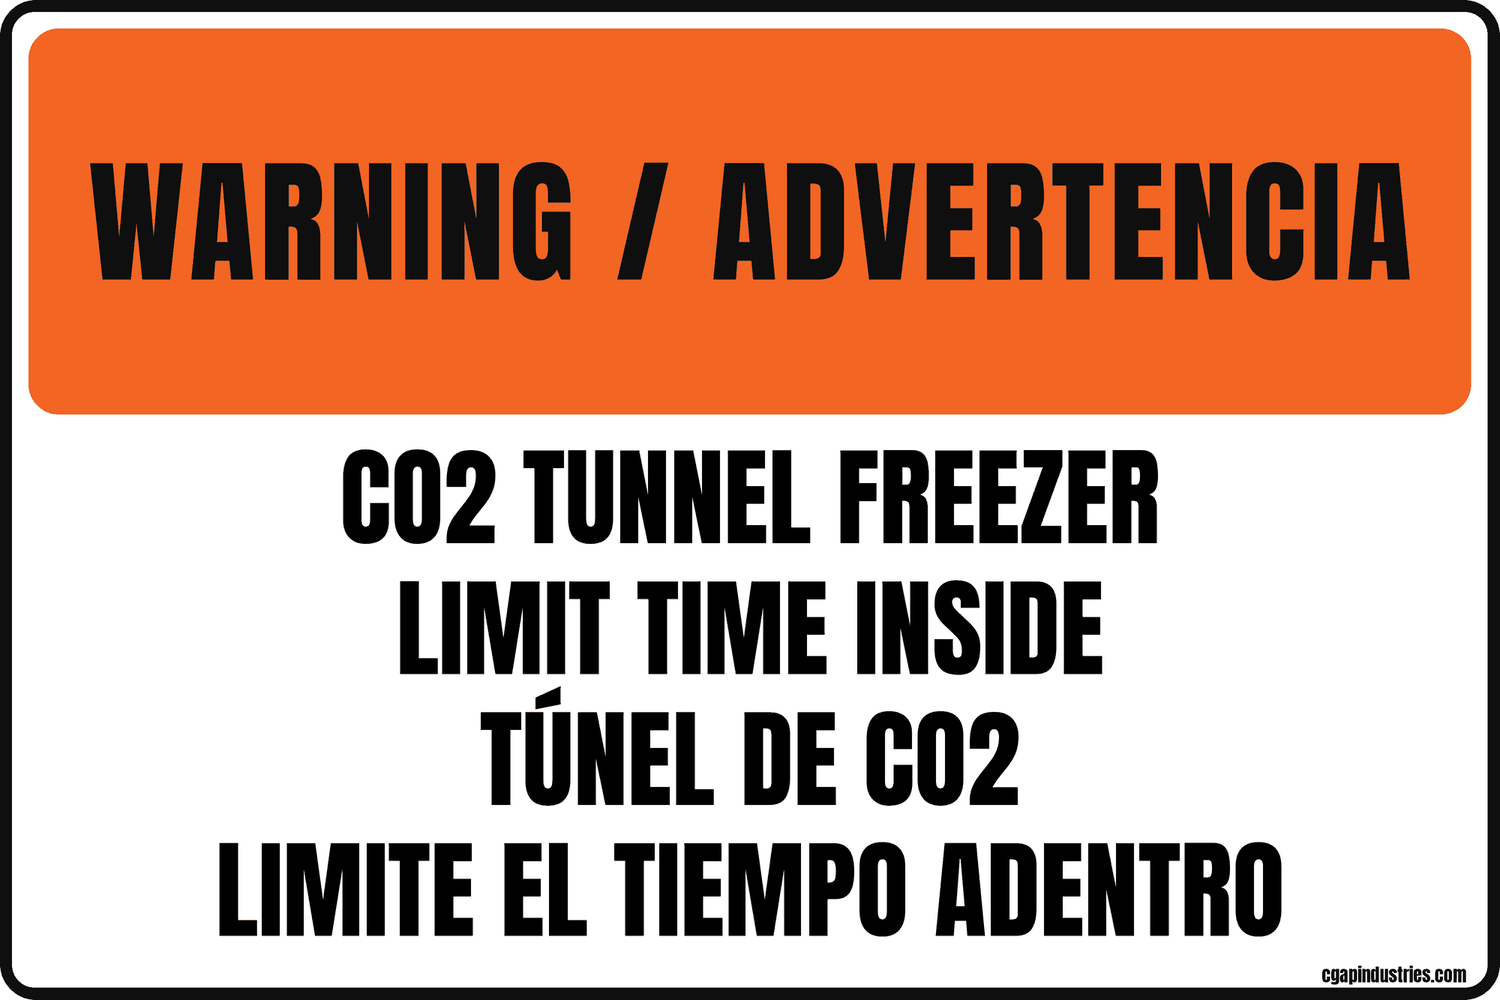 WARNING / ADVERTENCIA
CO2 TUNNEL FREEZER
LIMIT TIME INSIDE
TÚNEL DE CO2
LIMITE EL TIEMPO ADENTRO
cgapindustries.com